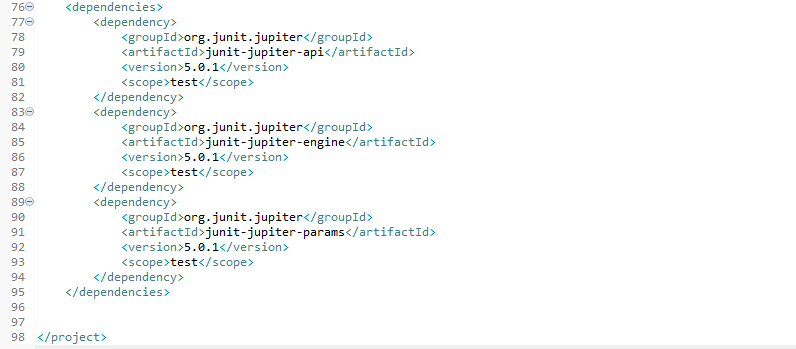 76 <dependencies>
77 <dependency>
78 <groupId>org.junit.jupiter</groupId>
79 <artifactId>junit-jupiter-api</artifactId>
80 <version>5.0.1</version>
81 <scope>test</scope>
82 </dependency>
83 <dependency>
84 <groupId>org.junit.jupiter</groupId>
85 <artifactId>junit-jupiter-engine</artifactId>
86 <version>5.0.1</version>
87 <scope>test</scope>
88 </dependency>
89 <dependency>
90 <groupId>org.junit.jupiter</groupId>
91 <artifactId>junit-jupiter-params</artifactId>
92 <version>5.0.1</version>
93 <scope>test</scope>
94 </dependency>
95 </dependencies>
96
97
98 </project>